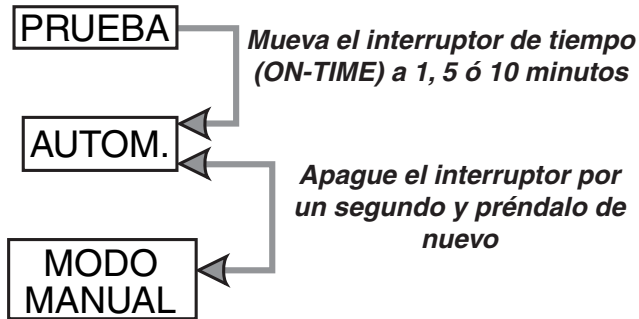 PRUEBA
Mueva el interruptor de tiempo
(ON-TIME) a 1, 5 ó 10 minutos
AUTOM.
Apague el interruptor por
un segundo y préndalo de
nuevo
MODO
MANUAL